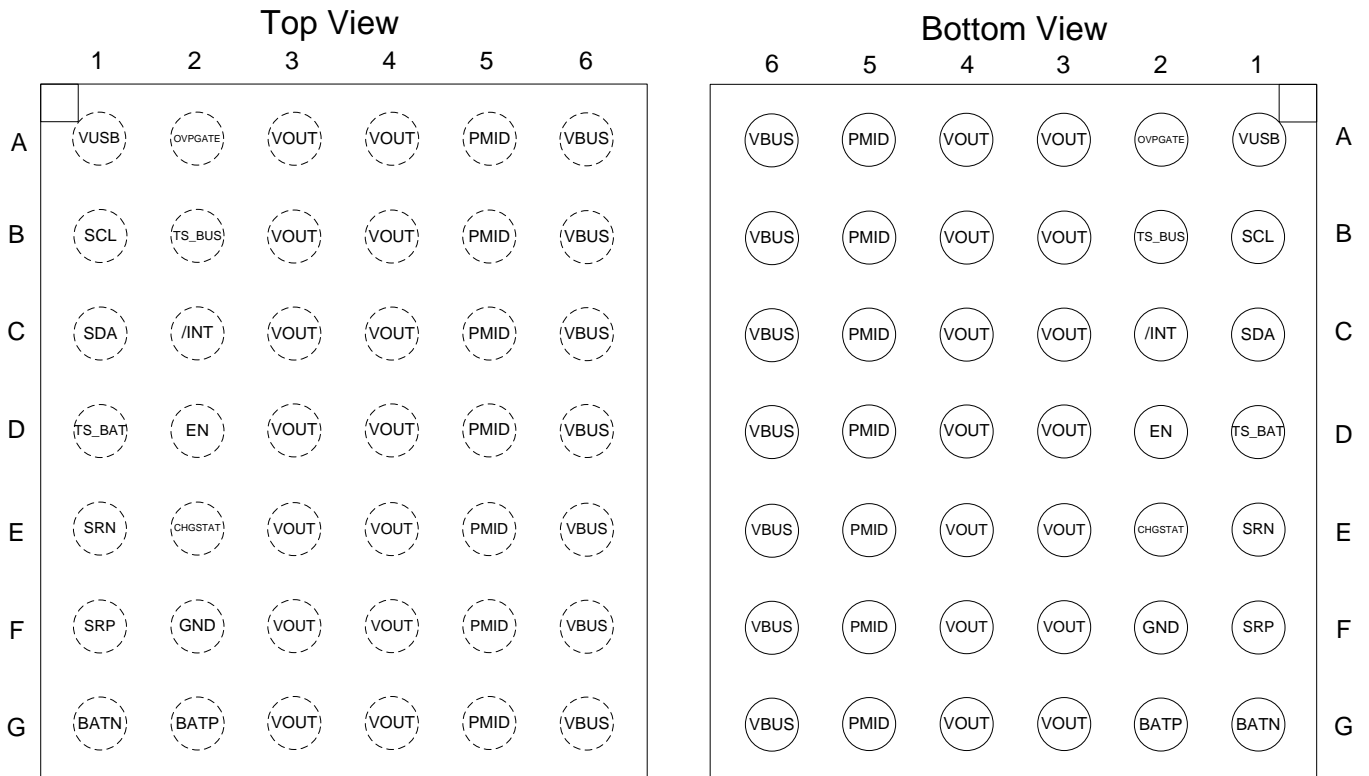 Top View
1 2 3 4 5 6
A VUSB OVPGATE VOUT VOUT PMID VBUS
B SCL TS_BUS VOUT VOUT PMID VBUS
C SDA /INT VOUT VOUT PMID VBUS
D TS_BAT EN VOUT VOUT PMID VBUS
E SRN CHGSTAT VOUT VOUT PMID VBUS
F SRP GND VOUT VOUT PMID VBUS
G BATN BATP VOUT VOUT PMID VBUS
Bottom View
6 5 4 3 2 1
VBUS PMID VOUT VOUT OVPGATE VUSB A
VBUS PMID VOUT VOUT TS_BUS SCL B
VBUS PMID VOUT VOUT /INT SDA C
VBUS PMID VOUT VOUT EN TS_BAT D
VBUS PMID VOUT VOUT CHGSTAT SRN E
VBUS PMID VOUT VOUT GND SRP F
VBUS PMID VOUT VOUT BATP BATN G